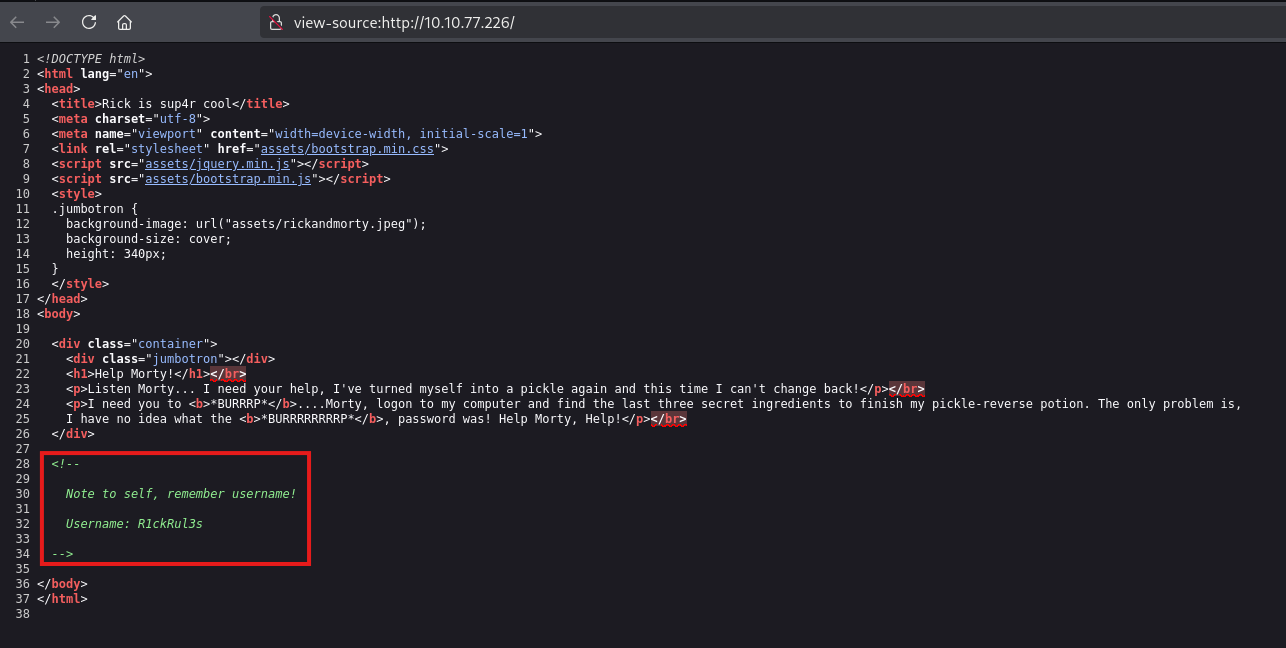 view-source:http://10.10.77.226/
1 <!DOCTYPE html>
2 <html lang="en">
3 <head>
4 <title>Rick is sup4r cool</title>
5 <meta charset="utf-8">
6 <meta name="viewport" content="width=device-width, initial-scale=1">
7 <link rel="stylesheet" href="assets/bootstrap.min.css">
8 <script src="assets/jquery.min.js"></script>
9 <script src="assets/bootstrap.min.js"></script>
10 <style>
11 .jumbotron {
12 background-image: url("assets/rickandmorty.jpeg");
13 background-size: cover;
14 height: 340px;
15 }
16 </style>
17 </head>
18 <body>
19
20 <div class="container">
21 <div class="jumbotron"></div>
22 <h1>Help Morty!</h1></br>
23 <p>Listen Morty... I need your help, I've turned myself into a pickle again and this time I can't change back!</p></br>
24 <p>I need you to <b>*BURRRP*</b>....Morty, logon to my computer and find the last three secret ingredients to finish my pickle-reverse potion. The only problem is,
25 I have no idea what the <b>*BURRRRRRRRP*</b>, password was! Help Morty, Help!</p></br>
26 </div>
27
28 <!--
29
30 Note to self, remember username!
31
32 Username: R1ckRul3s
33
34 -->
35
36 </body>
37 </html>
38